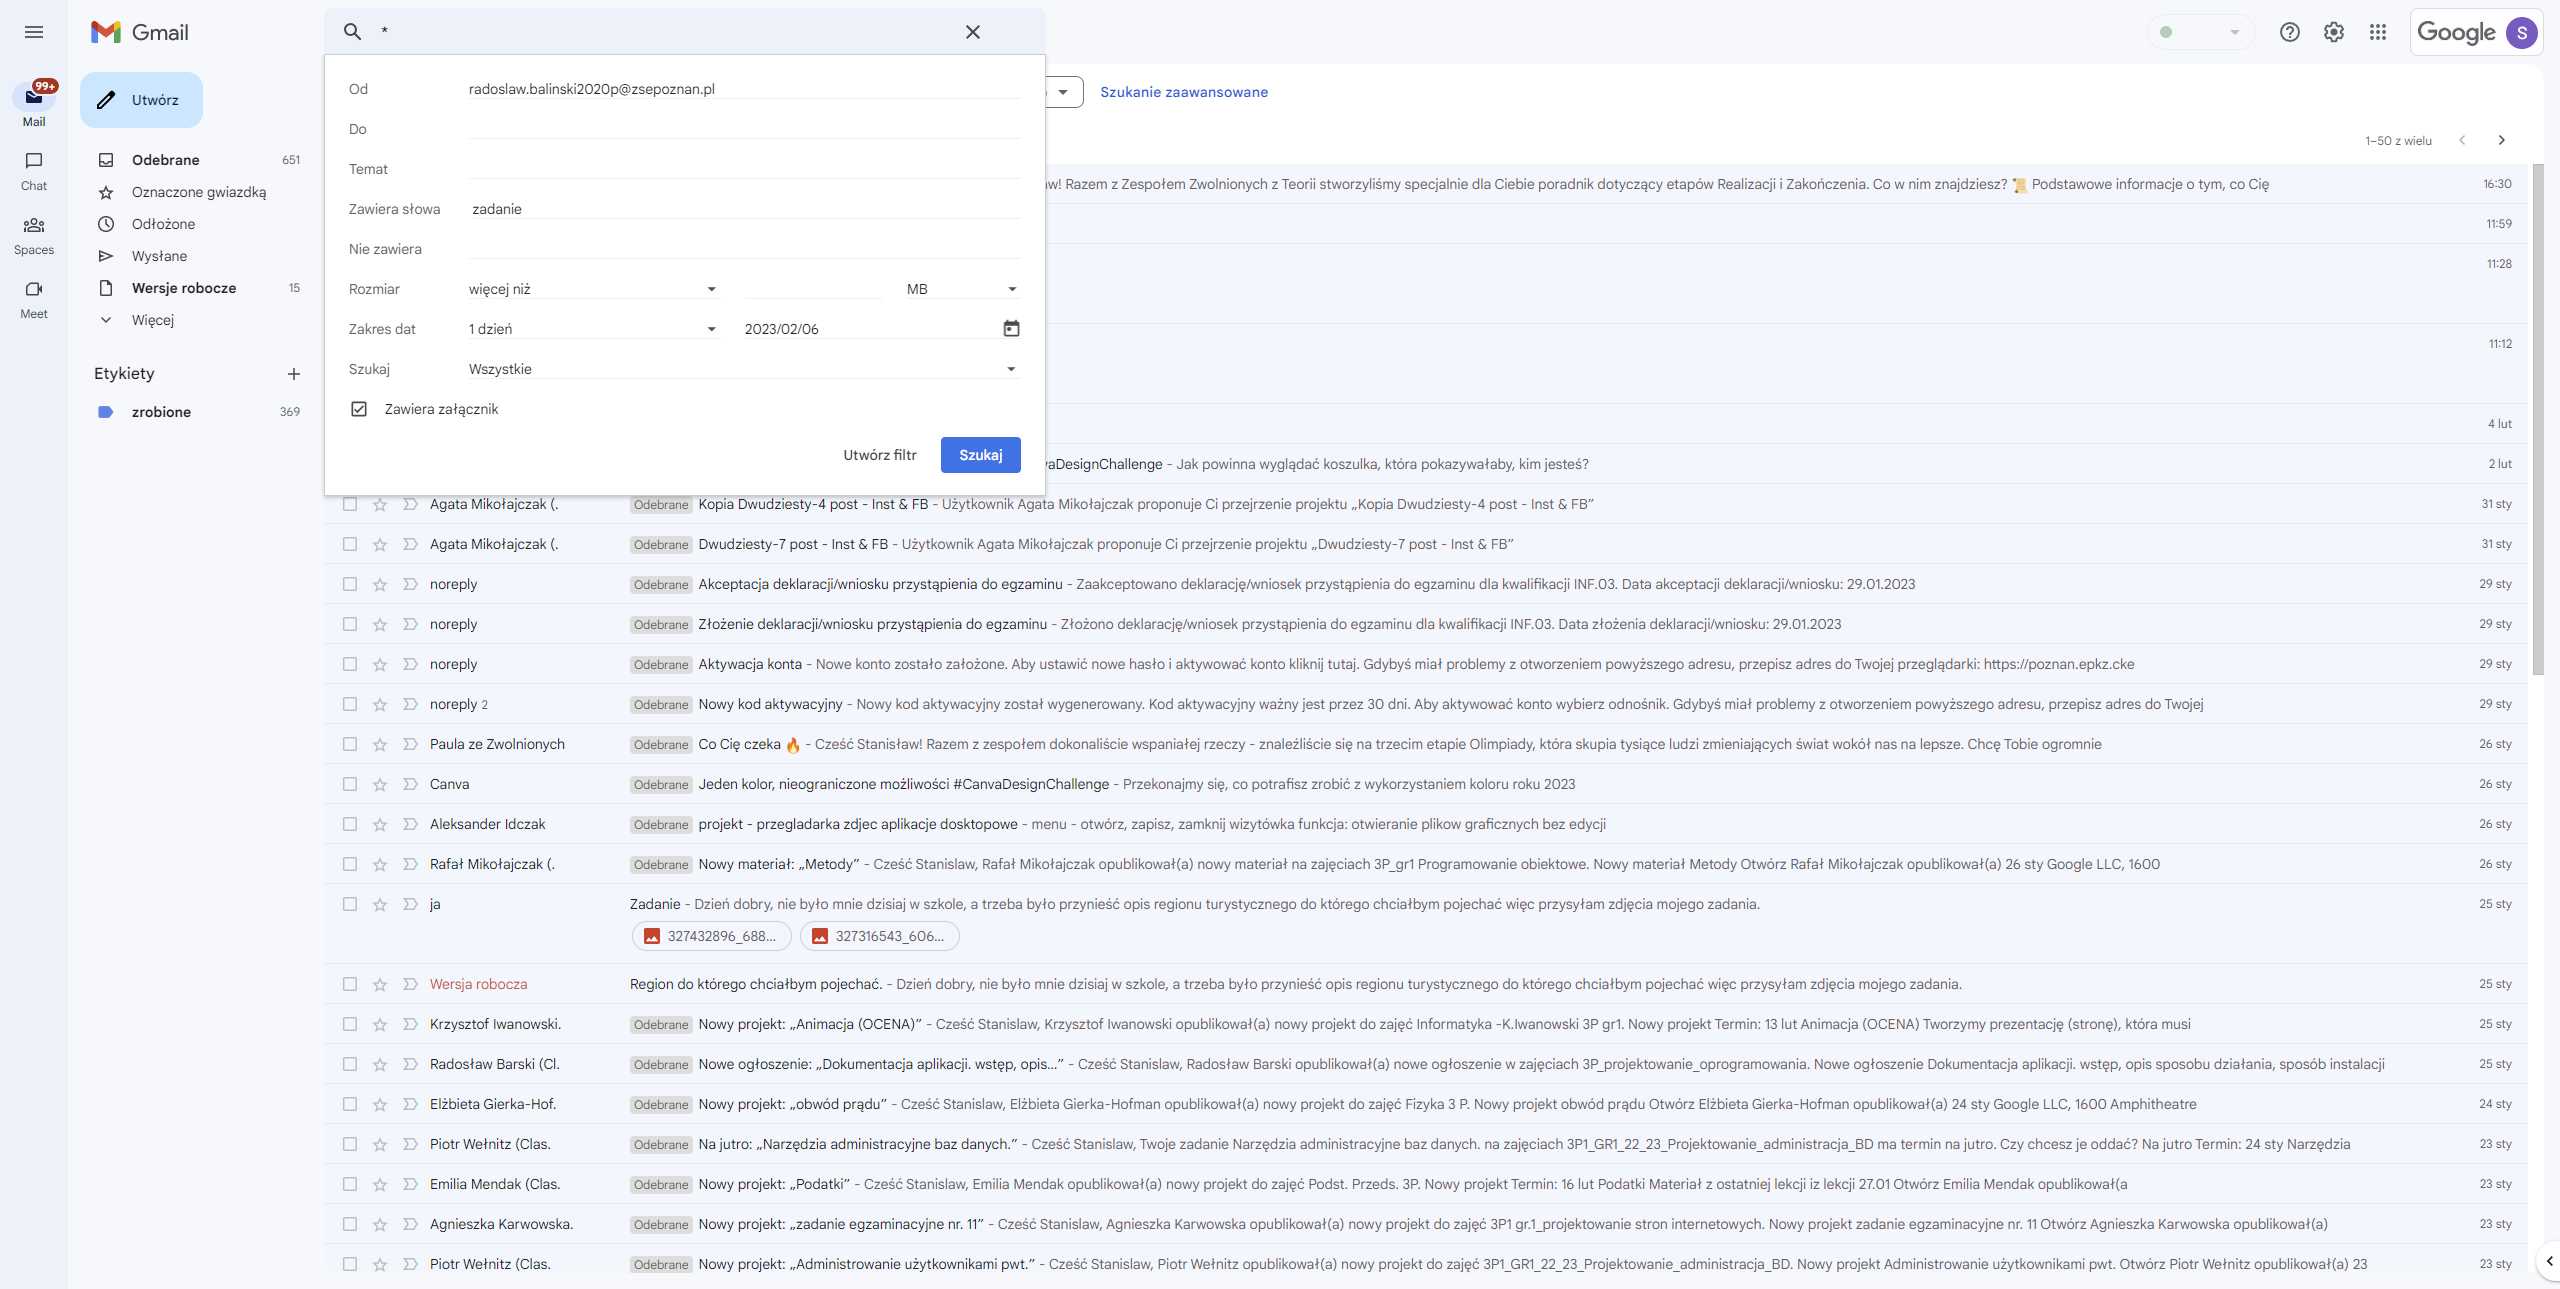 Gmail
*
Google
S
99+
Mail
Chat
Spaces
Meet
Utwórz
Odebrane 651
Oznaczone gwiazdką
Odłożone
Wysłane
Wersje robocze 15
Więcej
Etykiety
zrobione 369
Od radoslaw.balinski2020p@zsepoznan.pl
Do
Temat
Zawiera słowa zadanie
Nie zawiera
Rozmiar więcej niż MB
Zakres dat 1 dzień 2023/02/06
Szukaj Wszystkie
Zawiera załącznik
Utwórz filtr Szukaj
Szukanie zaawansowane
1–50 z wielu
w! Razem z Zespołem Zwolnionych z Teorii stworzyliśmy specjalnie dla Ciebie poradnik dotyczący etapów Realizacji i Zakończenia. Co w nim znajdziesz? 📜 Podstawowe informacje o tym, co Cię 16:30
11:59
11:28
11:12
4 lut
vaDesignChallenge - Jak powinna wyglądać koszulka, która pokazywałaby, kim jesteś? 2 lut
Agata Mikołajczak (. Odebrane Kopia Dwudziesty-4 post - Inst & FB - Użytkownik Agata Mikołajczak proponuje Ci przejrzenie projektu „Kopia Dwudziesty-4 post - Inst & FB” 31 sty
Agata Mikołajczak (. Odebrane Dwudziesty-7 post - Inst & FB - Użytkownik Agata Mikołajczak proponuje Ci przejrzenie projektu „Dwudziesty-7 post - Inst & FB” 31 sty
noreply Odebrane Akceptacja deklaracji/wniosku przystąpienia do egzaminu - Zaakceptowano deklarację/wniosek przystąpienia do egzaminu dla kwalifikacji INF.03. Data akceptacji deklaracji/wniosku: 29.01.2023 29 sty
noreply Odebrane Złożenie deklaracji/wniosku przystąpienia do egzaminu - Złożono deklarację/wniosek przystąpienia do egzaminu dla kwalifikacji INF.03. Data złożenia deklaracji/wniosku: 29.01.2023 29 sty
noreply Odebrane Aktywacja konta - Nowe konto zostało założone. Aby ustawić nowe hasło i aktywować konto kliknij tutaj. Gdybyś miał problemy z otworzeniem powyższego adresu, przepisz adres do Twojej przeglądarki: https://poznan.epkz.cke 29 sty
noreply 2 Odebrane Nowy kod aktywacyjny - Nowy kod aktywacyjny został wygenerowany. Kod aktywacyjny ważny jest przez 30 dni. Aby aktywować konto wybierz odnośnik. Gdybyś miał problemy z otworzeniem powyższego adresu, przepisz adres do Twojej 29 sty
Paula ze Zwolnionych Odebrane Co Cię czeka 🔥 - Cześć Stanisław! Razem z zespołem dokonaliście wspaniałej rzeczy - znaleźliście się na trzecim etapie Olimpiady, która skupia tysiące ludzi zmieniających świat wokół nas na lepsze. Chcę Tobie ogromnie 26 sty
Canva Odebrane Jeden kolor, nieograniczone możliwości #CanvaDesignChallenge - Przekonajmy się, co potrafisz zrobić z wykorzystaniem koloru roku 2023 26 sty
Aleksander Idczak Odebrane projekt - przegladarka zdjec aplikacje dosktopowe - menu - otwórz, zapisz, zamknij wizytówka funkcja: otwieranie plikow graficznych bez edycji 26 sty
Rafał Mikołajczak (. Odebrane Nowy materiał: „Metody” - Cześć Stanislaw, Rafał Mikołajczak opublikował(a) nowy materiał na zajęciach 3P_gr1 Programowanie obiektowe. Nowy materiał Metody Otwórz Rafał Mikołajczak opublikował(a) 26 sty Google LLC, 1600 26 sty
ja Zadanie - Dzień dobry, nie było mnie dzisiaj w szkole, a trzeba było przynieść opis regionu turystycznego do którego chciałbym pojechać więc przysyłam zdjęcia mojego zadania. 25 sty
327432896_688... 327316543_606...
Wersja robocza Region do którego chciałbym pojechać. - Dzień dobry, nie było mnie dzisiaj w szkole, a trzeba było przynieść opis regionu turystycznego do którego chciałbym pojechać więc przysyłam zdjęcia mojego zadania. 25 sty
Krzysztof Iwanowski. Odebrane Nowy projekt: „Animacja (OCENA)” - Cześć Stanislaw, Krzysztof Iwanowski opublikował(a) nowy projekt do zajęć Informatyka -K.Iwanowski 3P gr1. Nowy projekt Termin: 13 lut Animacja (OCENA) Tworzymy prezentację (stronę), która musi 25 sty
Radosław Barski (Cl. Odebrane Nowe ogłoszenie: „Dokumentacja aplikacji. wstęp, opis...” - Cześć Stanislaw, Radosław Barski opublikował(a) nowe ogłoszenie w zajęciach 3P_projektowanie_oprogramowania. Nowe ogłoszenie Dokumentacja aplikacji. wstęp, opis sposobu działania, sposób instalacji 25 sty
Elżbieta Gierka-Hof. Odebrane Nowy projekt: „obwód prądu” - Cześć Stanislaw, Elżbieta Gierka-Hofman opublikował(a) nowy projekt do zajęć Fizyka 3 P. Nowy projekt obwód prądu Otwórz Elżbieta Gierka-Hofman opublikował(a) 24 sty Google LLC, 1600 Amphitheatre 24 sty
Piotr Wełnitz (Clas. Odebrane Na jutro: „Narzędzia administracyjne baz danych.” - Cześć Stanislaw, Twoje zadanie Narzędzia administracyjne baz danych. na zajęciach 3P1_GR1_22_23_Projektowanie_administracja_BD ma termin na jutro. Czy chcesz je oddać? Na jutro Termin: 24 sty Narzędzia 23 sty
Emilia Mendak (Clas. Odebrane Nowy projekt: „Podatki” - Cześć Stanislaw, Emilia Mendak opublikował(a) nowy projekt do zajęć Podst. Przeds. 3P. Nowy projekt Termin: 16 lut Podatki Materiał z ostatniej lekcji iz lekcji 27.01 Otwórz Emilia Mendak opublikował(a 23 sty
Agnieszka Karwowska. Odebrane Nowy projekt: „zadanie egzaminacyjne nr. 11” - Cześć Stanislaw, Agnieszka Karwowska opublikował(a) nowy projekt do zajęć 3P1 gr.1_projektowanie stron internetowych. Nowy projekt zadanie egzaminacyjne nr. 11 Otwórz Agnieszka Karwowska opublikował(a) 23 sty
Piotr Wełnitz (Clas. Odebrane Nowy projekt: „Administrowanie użytkownikami pwt.” - Cześć Stanislaw, Piotr Wełnitz opublikował(a) nowy projekt do zajęć 3P1_GR1_22_23_Projektowanie_administracja_BD. Nowy projekt Administrowanie użytkownikami pwt. Otwórz Piotr Wełnitz opublikował(a) 23 23 sty